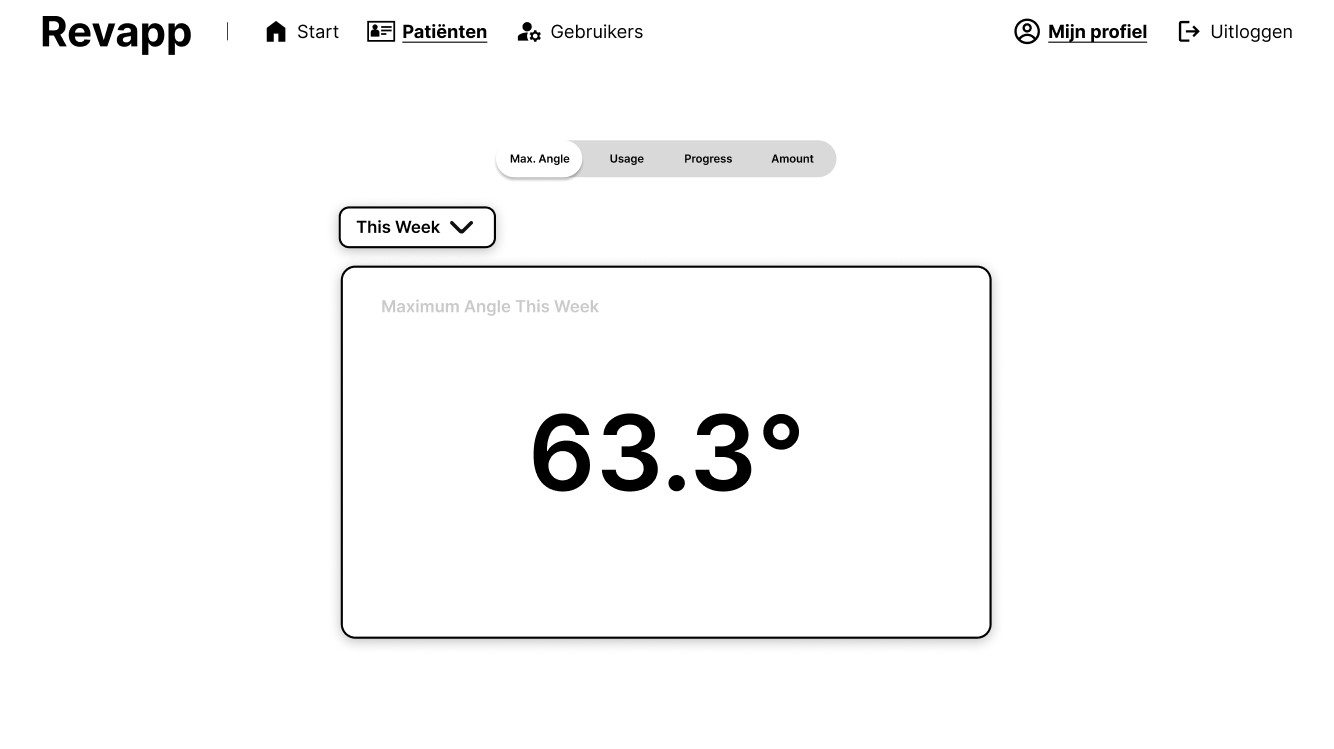 Revapp Start Patiënten Gebruikers Mijn profiel Uitloggen
Max. Angle Usage Progress Amount
This Week
Maximum Angle This Week
63.3°